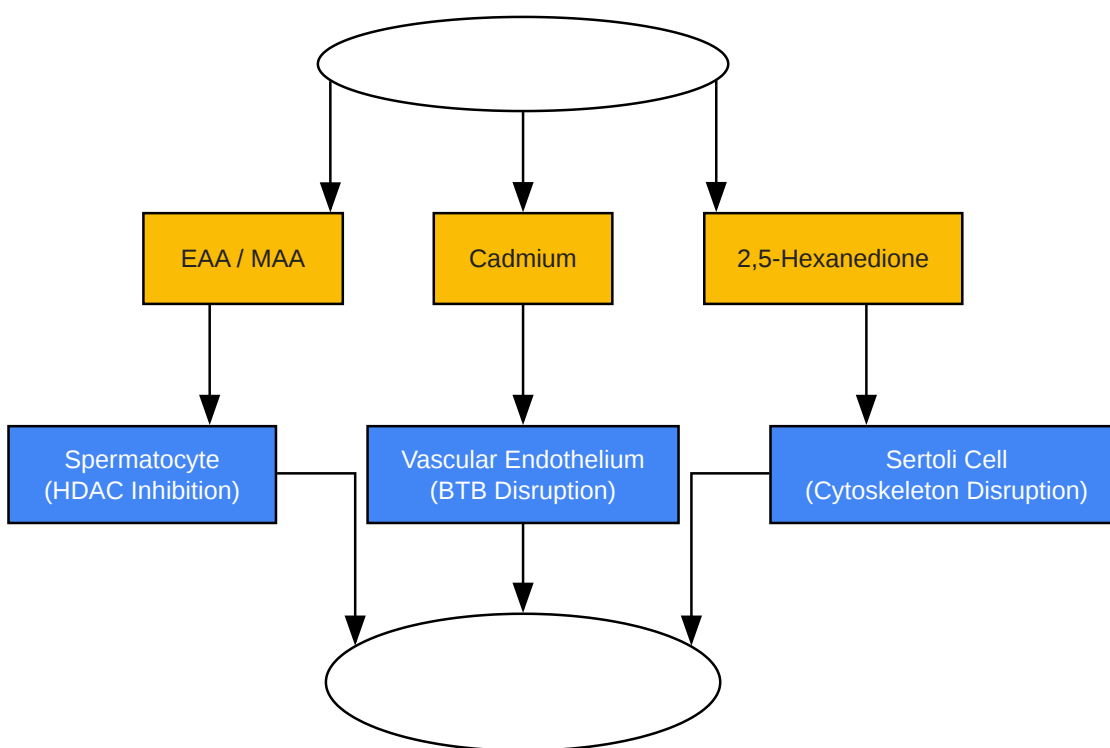 EAA / MAA
Cadmium
2,5-Hexanedione
Spermatocyte
(HDAC Inhibition)
Vascular Endothelium
(BTB Disruption)
Sertoli Cell
(Cytoskeleton Disruption)